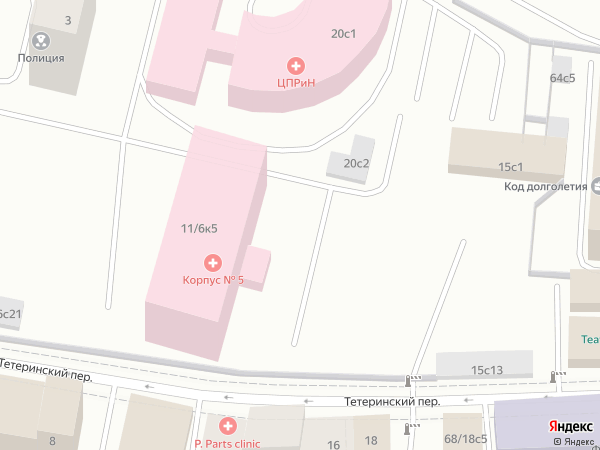 3
Полиция
20с1
ЦПРиН
64с5
20с2
15с1
Код долголетия
11/6к5
Корпус № 5
5с21
Теа
15с13
Тетеринский пер.
Тетеринский пер.
8
P. Parts clinic
16
18
68/18с5
Яндекс
© Яндекс